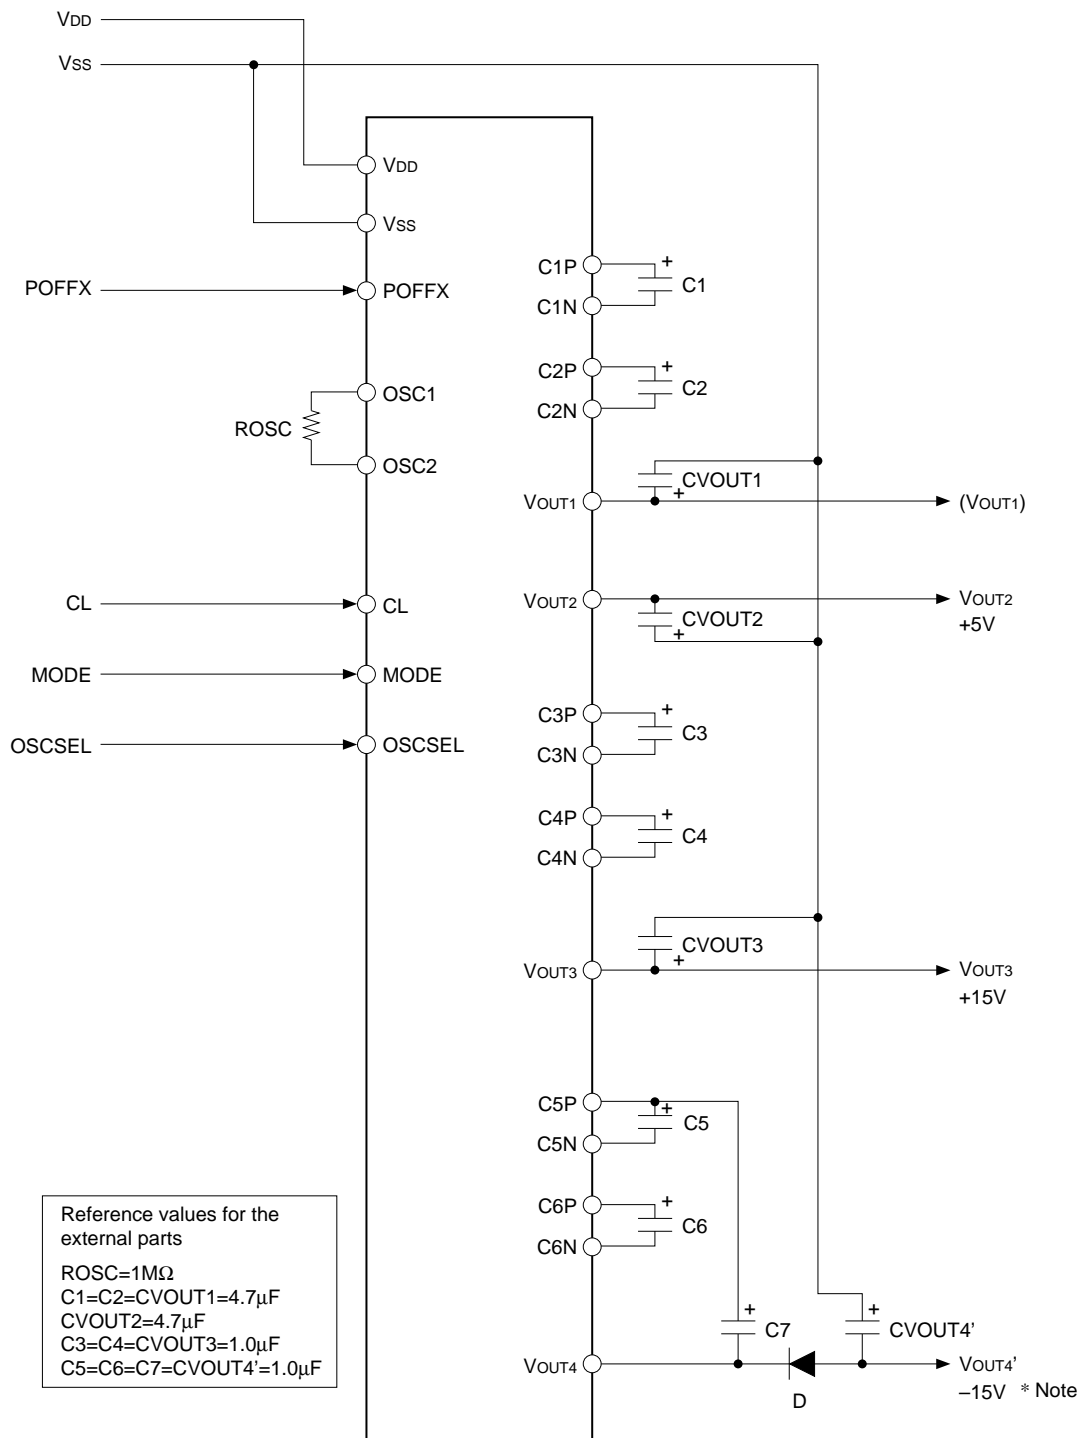 VDD
VSS
VDD
VSS
POFFX
POFFX
C1P
+
C1
C1N
C2P
+
C2
C2N
OSC1
ROSC
OSC2
CVOUT1
+
VOUT1
(VOUT1)
CL
CL
VOUT2
CVOUT2
+
VOUT2
+5V
MODE
MODE
OSCSEL
OSCSEL
C3P
+
C3
C3N
C4P
+
C4
C4N
CVOUT3
+
VOUT3
VOUT3
+15V
C5P
+
C5
C5N
C6P
+
C6
C6N
+
C7
+
CVOUT4'
VOUT4
D
VOUT4'
–15V * Note
Reference values for the
external parts
ROSC=1MΩ
C1=C2=CVOUT1=4.7µF
CVOUT2=4.7µF
C3=C4=CVOUT3=1.0µF
C5=C6=C7=CVOUT4'=1.0µF